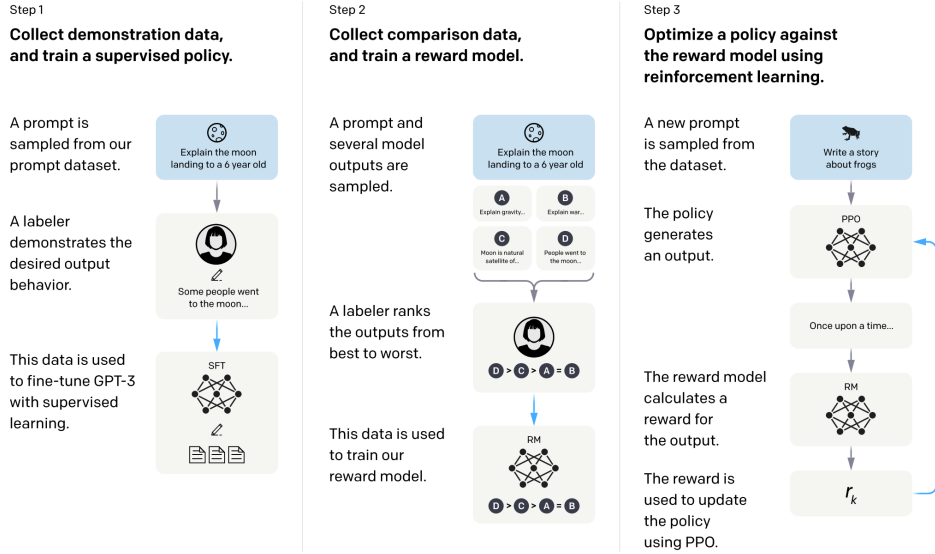 Step 1
Collect demonstration data,
and train a supervised policy.
A prompt is
sampled from our
prompt dataset.
Explain the moon
landing to a 6 year old
A labeler
demonstrates the
desired output
behavior.
Some people went
to the moon...
This data is used
to fine-tune GPT-3
with supervised
learning.
SFT
Step 2
Collect comparison data,
and train a reward model.
A prompt and
several model
outputs are
sampled.
Explain the moon
landing to a 6 year old
A
Explain gravity...
B
Explain war...
C
Moon is natural
satellite of...
D
People went to
the moon...
A labeler ranks
the outputs from
best to worst.
D > C > A = B
This data is used
to train our
reward model.
RM
D > C > A = B
Step 3
Optimize a policy against
the reward model using
reinforcement learning.
A new prompt
is sampled from
the dataset.
Write a story
about frogs
The policy
generates
an output.
PPO
Once upon a time...
The reward model
calculates a
reward for
the output.
RM
The reward is
used to update
the policy
using PPO.
rk